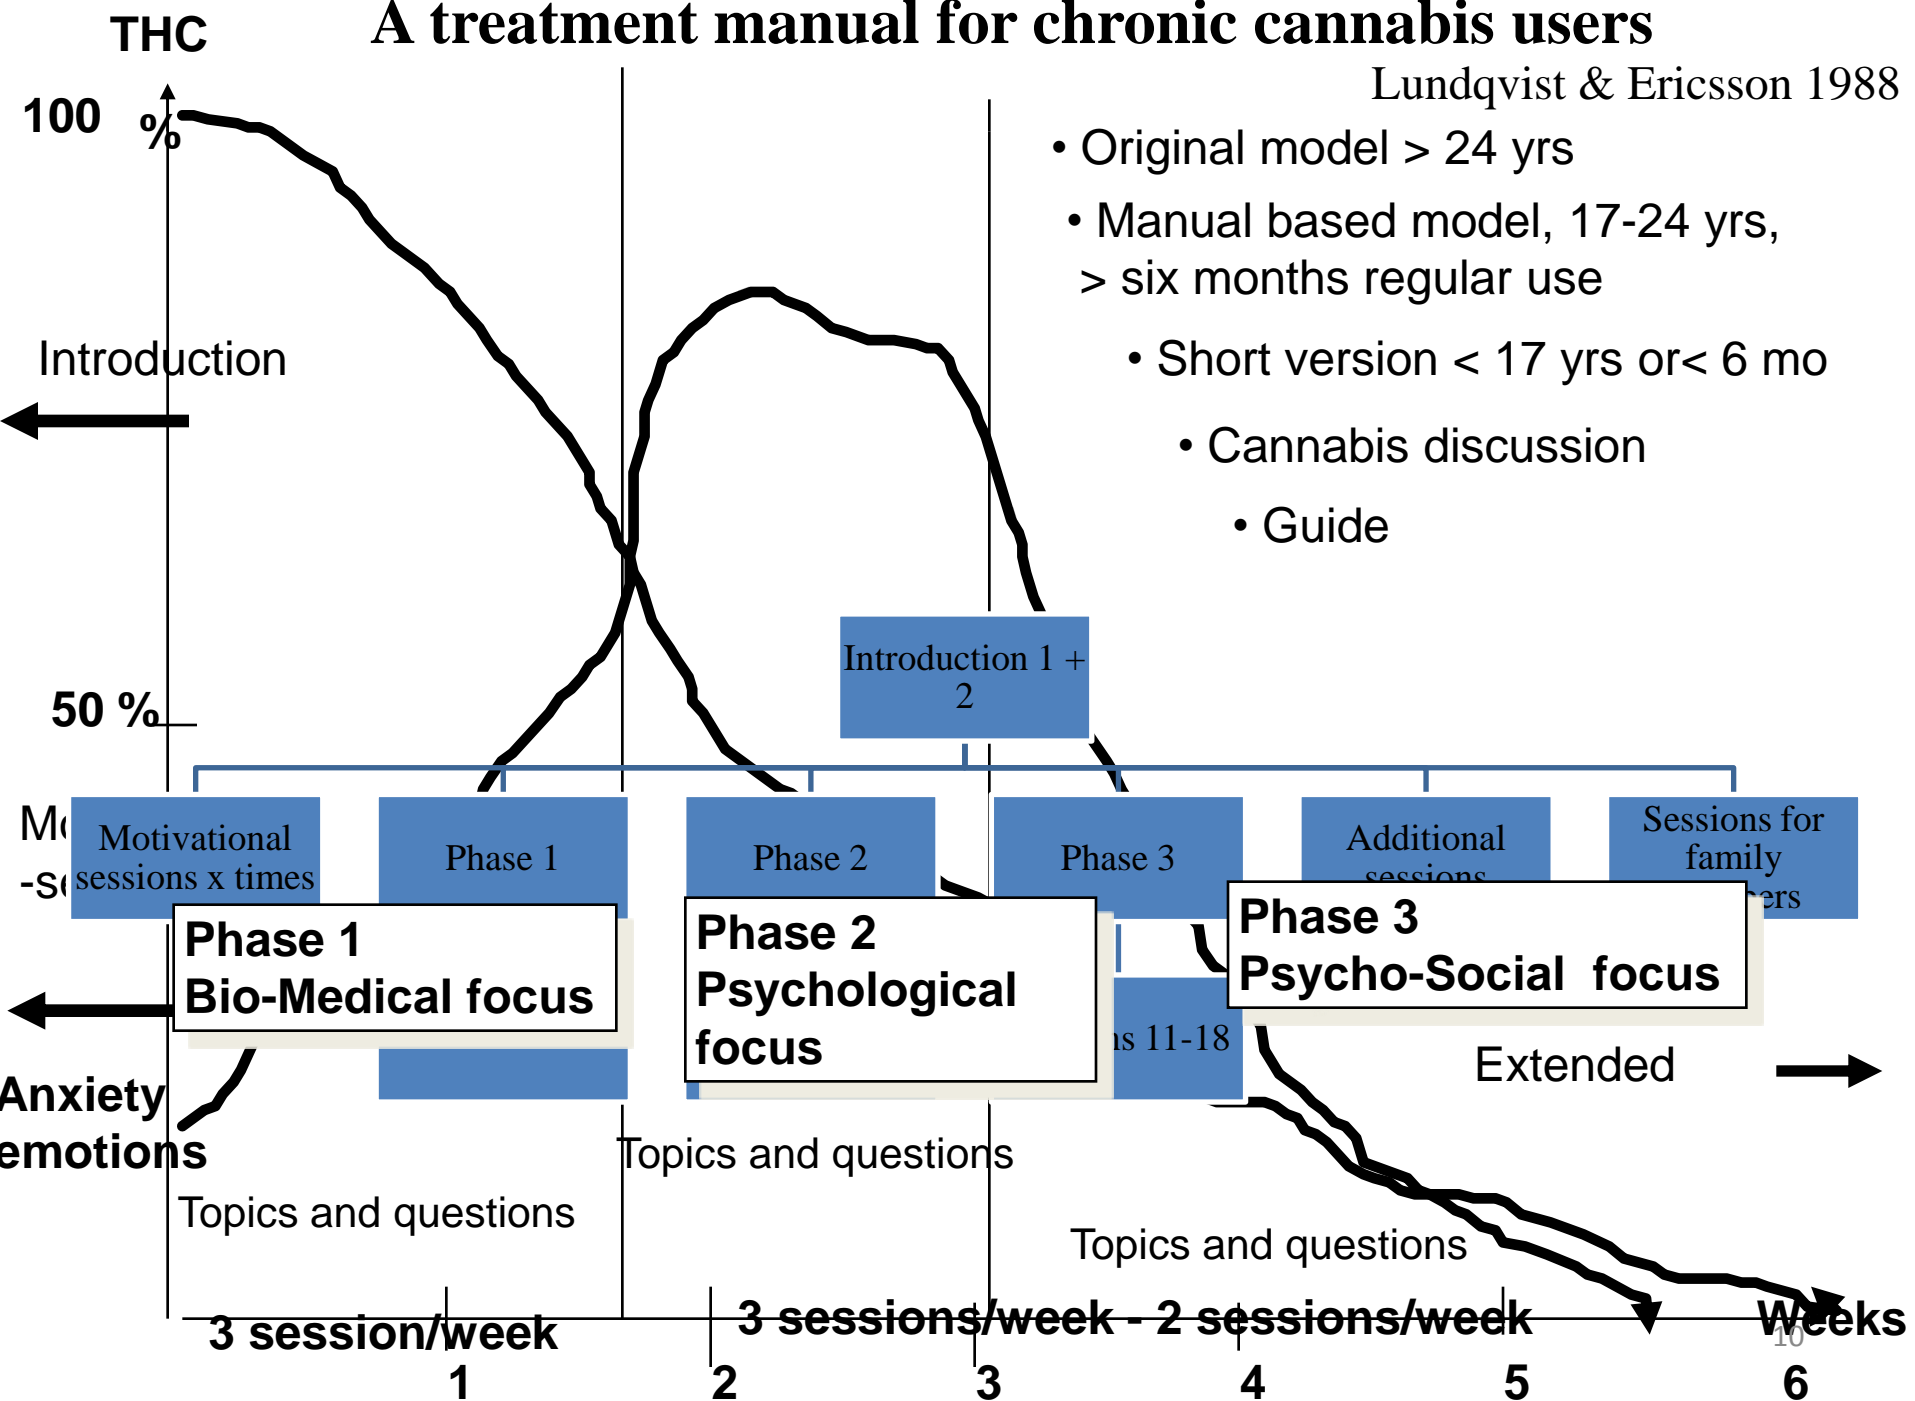 A treatment manual for chronic cannabis users
THC
Lundqvist & Ericsson 1988
100 %
• Original model > 24 yrs
• Manual based model, 17-24 yrs,
> six months regular use
Introduction
• Short version < 17 yrs or< 6 mo
• Cannabis discussion
• Guide
Introduction 1 +
2
50 %
Motivational
sessions x times
Phase 1
Phase 2
Phase 3
Additional
sessions
Sessions for
family
Phase 1
Bio-Medical focus
Phase 2
Psychological
focus
Phase 3
Psycho-Social focus
11-18
Extended
Anxiety
emotions
Topics and questions
Topics and questions
Topics and questions
3 session/week
3 sessions/week - 2 sessions/week
Weeks
10
1 2 3 4 5 6